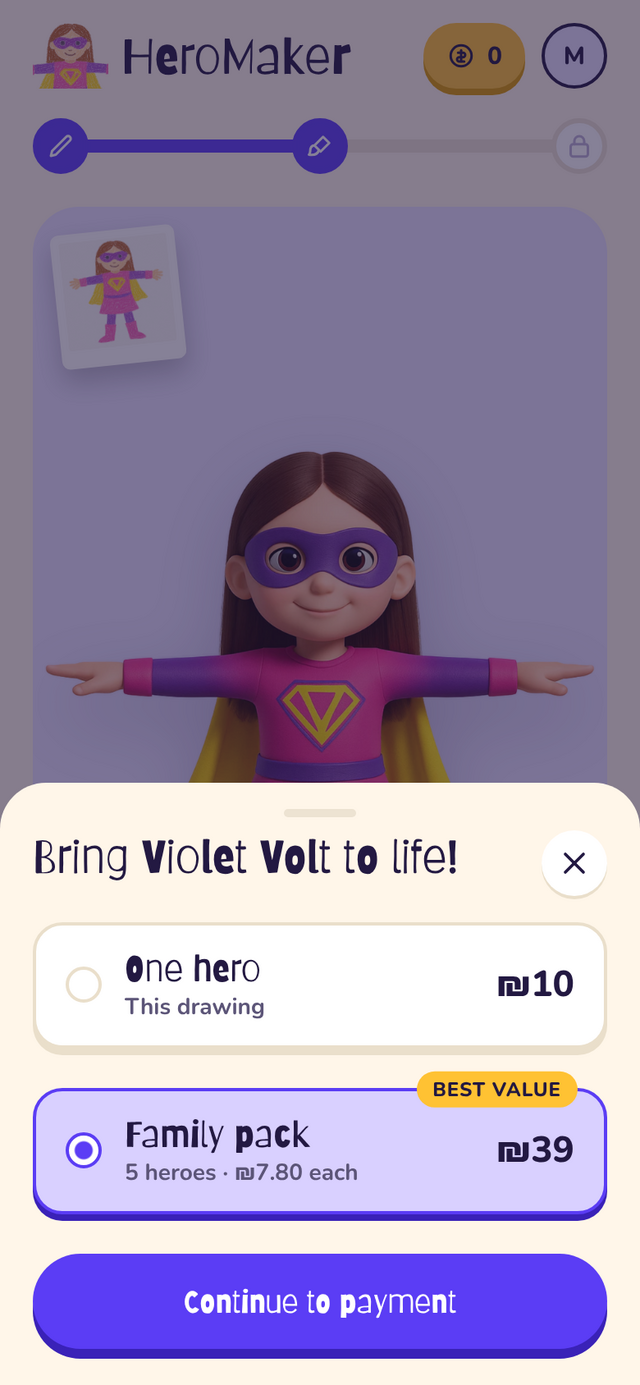 HeroMaker
0
M
Bring Violet Volt to life!
One hero
This drawing
₪10
BEST VALUE
Family pack
5 heroes · ₪7.80 each
₪39
Continue to payment